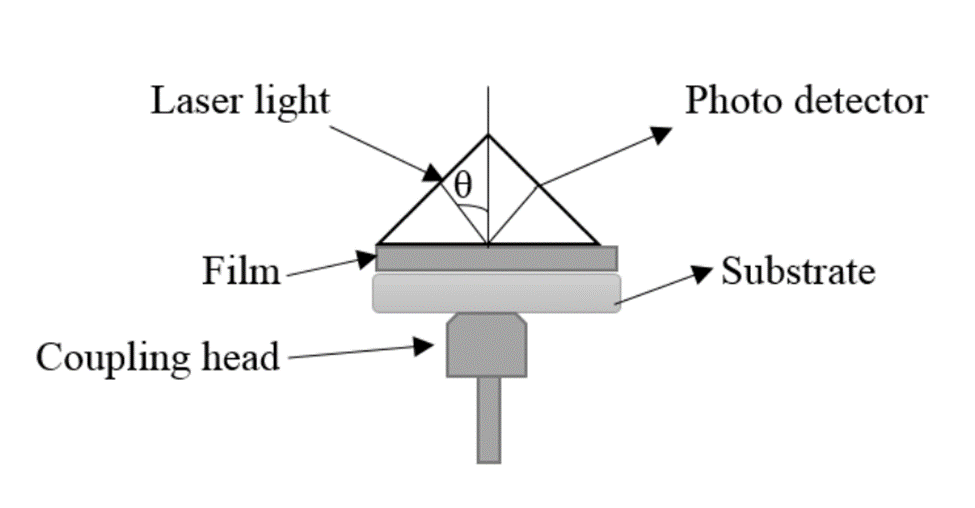 Laser light
Photo detector
θ
Film
Substrate
Coupling head